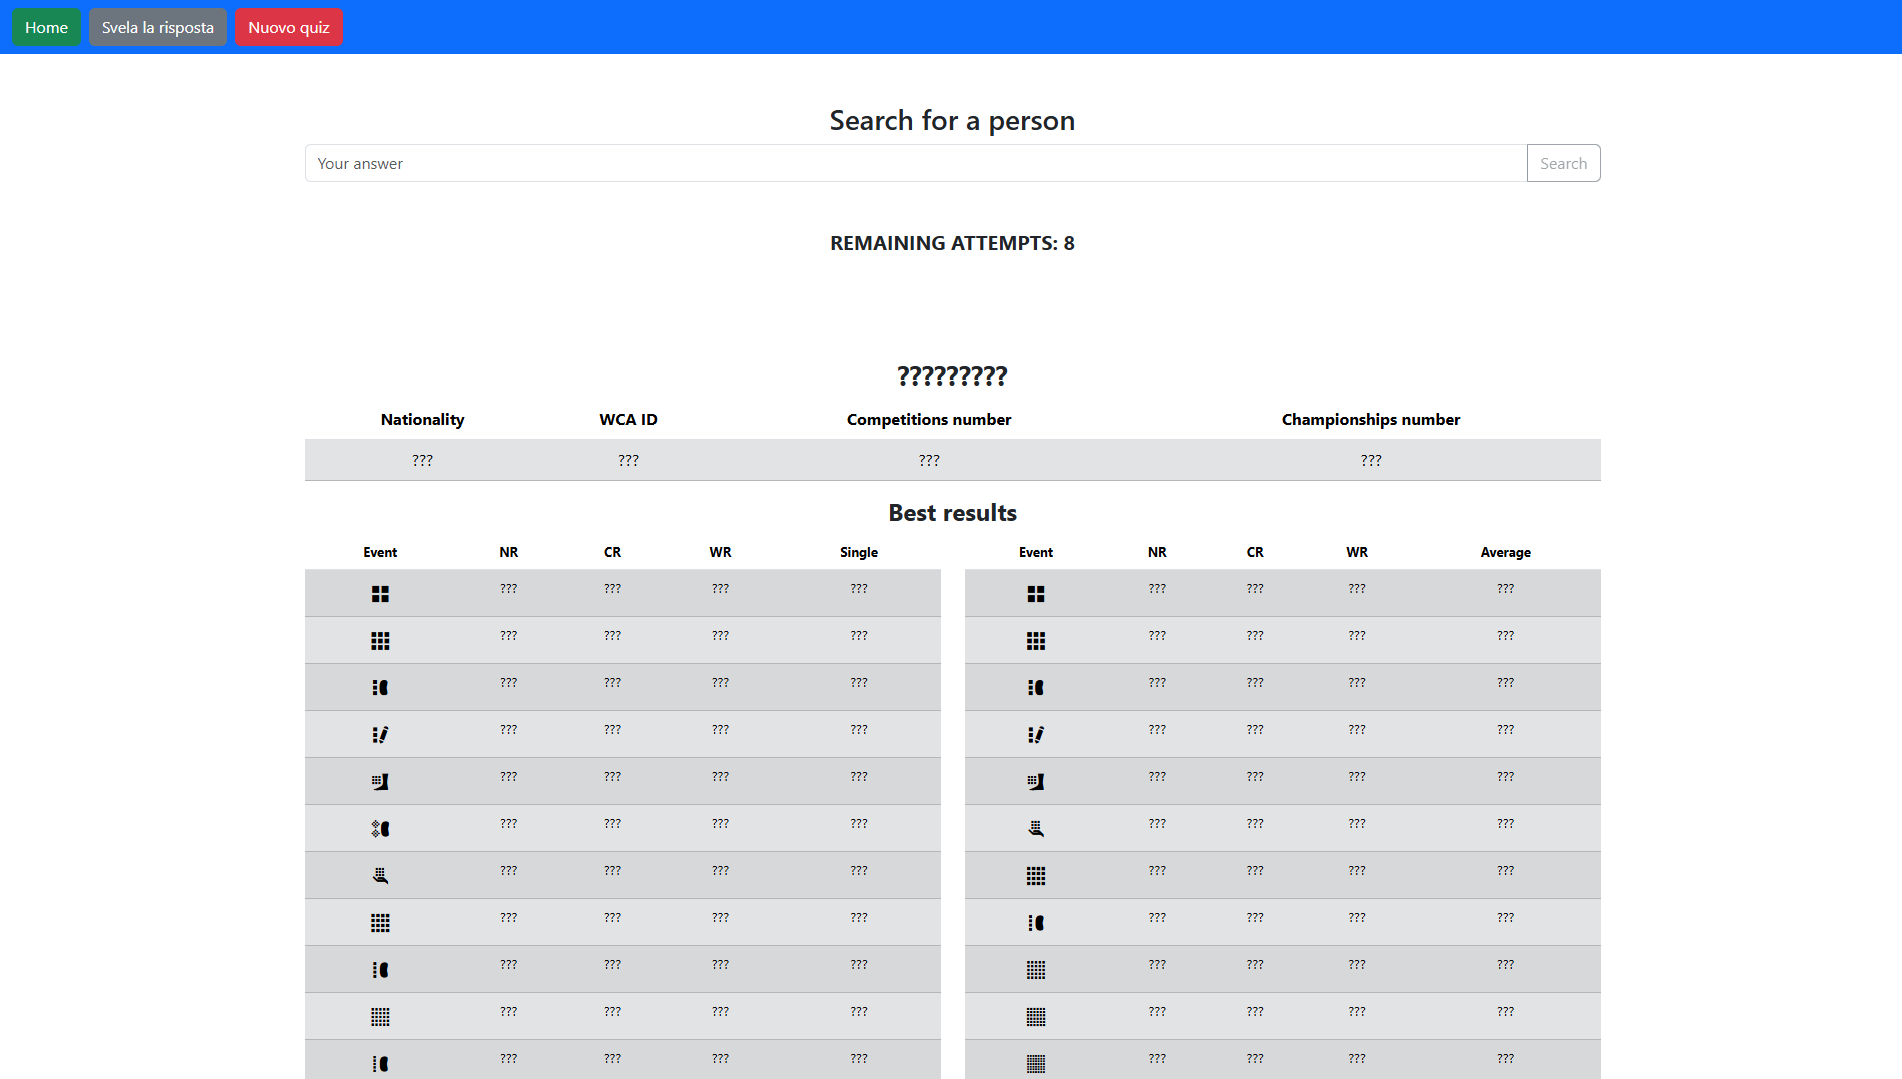 Home Svela la risposta Nuovo quiz
Search for a person
Your answer Search
REMAINING ATTEMPTS: 8
?????????
Nationality WCA ID Competitions number Championships number
??? ??? ??? ???
Best results
Event NR CR WR Single Event NR CR WR Average
??? ??? ??? ??? ??? ??? ??? ???
??? ??? ??? ??? ??? ??? ??? ???
??? ??? ??? ??? ??? ??? ??? ???
??? ??? ??? ??? ??? ??? ??? ???
??? ??? ??? ??? ??? ??? ??? ???
??? ??? ??? ??? ??? ??? ??? ???
??? ??? ??? ??? ??? ??? ??? ???
??? ??? ??? ??? ??? ??? ??? ???
??? ??? ??? ??? ??? ??? ??? ???
??? ??? ??? ??? ??? ??? ??? ???
??? ??? ??? ??? ??? ??? ??? ???